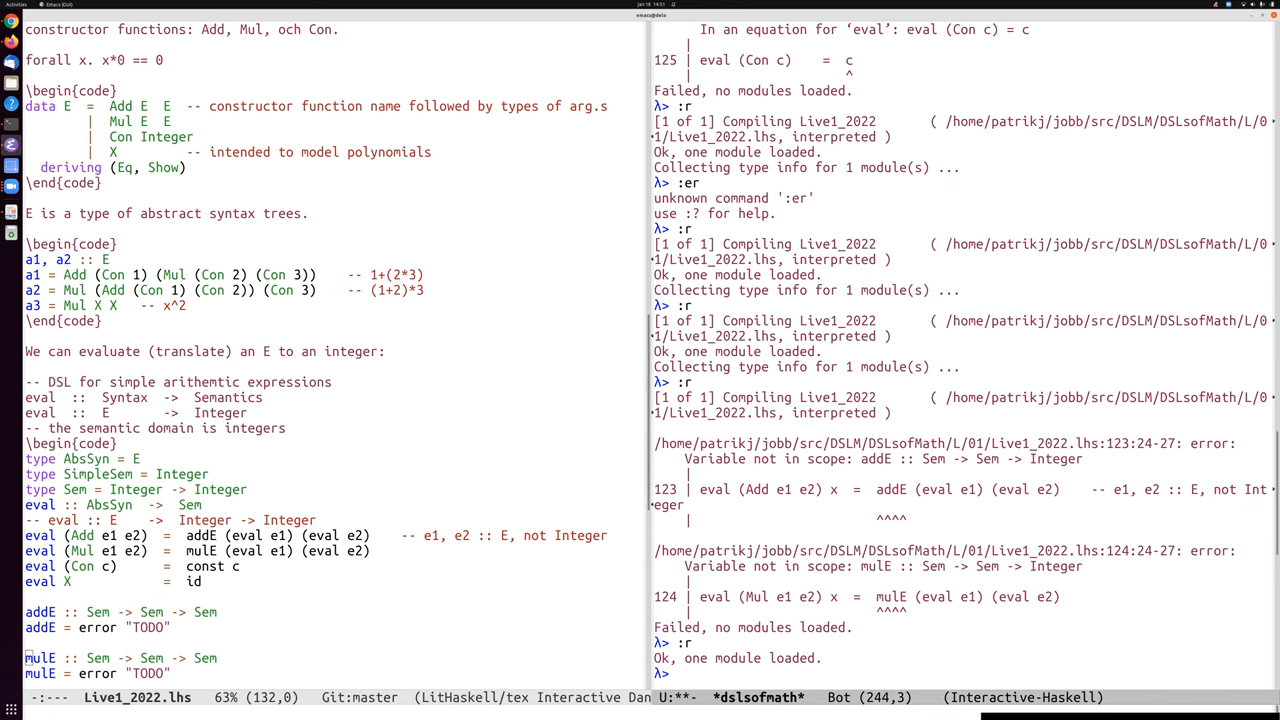 Activities
Emacs (GUI)
Jan 18 14:51
emacs@dela
constructor functions: Add, Mul, och Con.
forall x. x*0 == 0
\begin{code}
data E  =  Add E  E  -- constructor function name followed by types of arg.s
        |  Mul E  E
        |  Con Integer
        |  X         -- intended to model polynomials
  deriving (Eq, Show)
\end{code}
E is a type of abstract syntax trees.
\begin{code}
a1, a2 :: E
a1 = Add (Con 1) (Mul (Con 2) (Con 3))    -- 1+(2*3)
a2 = Mul (Add (Con 1) (Con 2)) (Con 3)    -- (1+2)*3
a3 = Mul X X   -- x^2
\end{code}
We can evaluate (translate) an E to an integer:
-- DSL for simple arithemtic expressions
eval  ::  Syntax  ->  Semantics
eval  ::  E       ->  Integer
-- the semantic domain is integers
\begin{code}
type AbsSyn = E
type SimpleSem = Integer
type Sem = Integer -> Integer
eval :: AbsSyn  ->  Sem
-- eval :: E    ->  Integer -> Integer
eval (Add e1 e2)  =  addE (eval e1) (eval e2)    -- e1, e2 :: E, not Integer
eval (Mul e1 e2)  =  mulE (eval e1) (eval e2)
eval (Con c)      =  const c
eval X            =  id
addE :: Sem -> Sem -> Sem
addE = error "TODO"
mulE :: Sem -> Sem -> Sem
mulE = error "TODO"
-:---  Live1_2022.lhs   63% (132,0)   Git:master   (LitHaskell/tex Interactive Dan
      In an equation for ‘eval’: eval (Con c) = c
    |
125 | eval (Con c)    =  c
    |                    ^
Failed, no modules loaded.
λ> :r
[1 of 1] Compiling Live1_2022       ( /home/patrikj/jobb/src/DSLM/DSLsofMath/L/0
1/Live1_2022.lhs, interpreted )
Ok, one module loaded.
Collecting type info for 1 module(s) ...
λ> :er
unknown command ':er'
use :? for help.
λ> :r
[1 of 1] Compiling Live1_2022       ( /home/patrikj/jobb/src/DSLM/DSLsofMath/L/0
1/Live1_2022.lhs, interpreted )
Ok, one module loaded.
Collecting type info for 1 module(s) ...
λ> :r
[1 of 1] Compiling Live1_2022       ( /home/patrikj/jobb/src/DSLM/DSLsofMath/L/0
1/Live1_2022.lhs, interpreted )
Ok, one module loaded.
Collecting type info for 1 module(s) ...
λ> :r
[1 of 1] Compiling Live1_2022       ( /home/patrikj/jobb/src/DSLM/DSLsofMath/L/0
1/Live1_2022.lhs, interpreted )
/home/patrikj/jobb/src/DSLM/DSLsofMath/L/01/Live1_2022.lhs:123:24-27: error:
    Variable not in scope: addE :: Sem -> Sem -> Integer
    |
123 | eval (Add e1 e2) x  =  addE (eval e1) (eval e2)    -- e1, e2 :: E, not Int
eger
    |                        ^^^^
/home/patrikj/jobb/src/DSLM/DSLsofMath/L/01/Live1_2022.lhs:124:24-27: error:
    Variable not in scope: mulE :: Sem -> Sem -> Integer
    |
124 | eval (Mul e1 e2) x  =  mulE (eval e1) (eval e2)
    |                        ^^^^
Failed, no modules loaded.
λ> :r
Ok, one module loaded.
λ>
U:**-  *dslsofmath*   Bot (244,3)    (Interactive-Haskell)